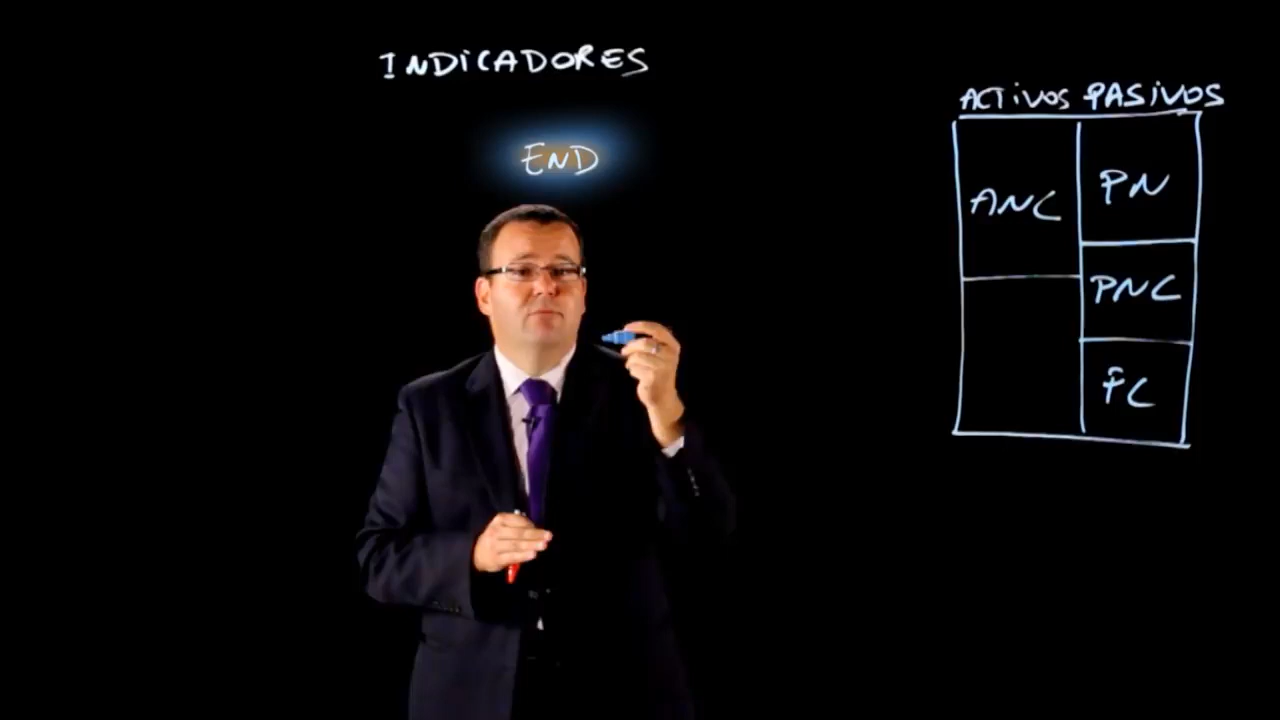 INDICADORES
END
ACTIVOS PASIVOS
ANC
PN
PNC
PC